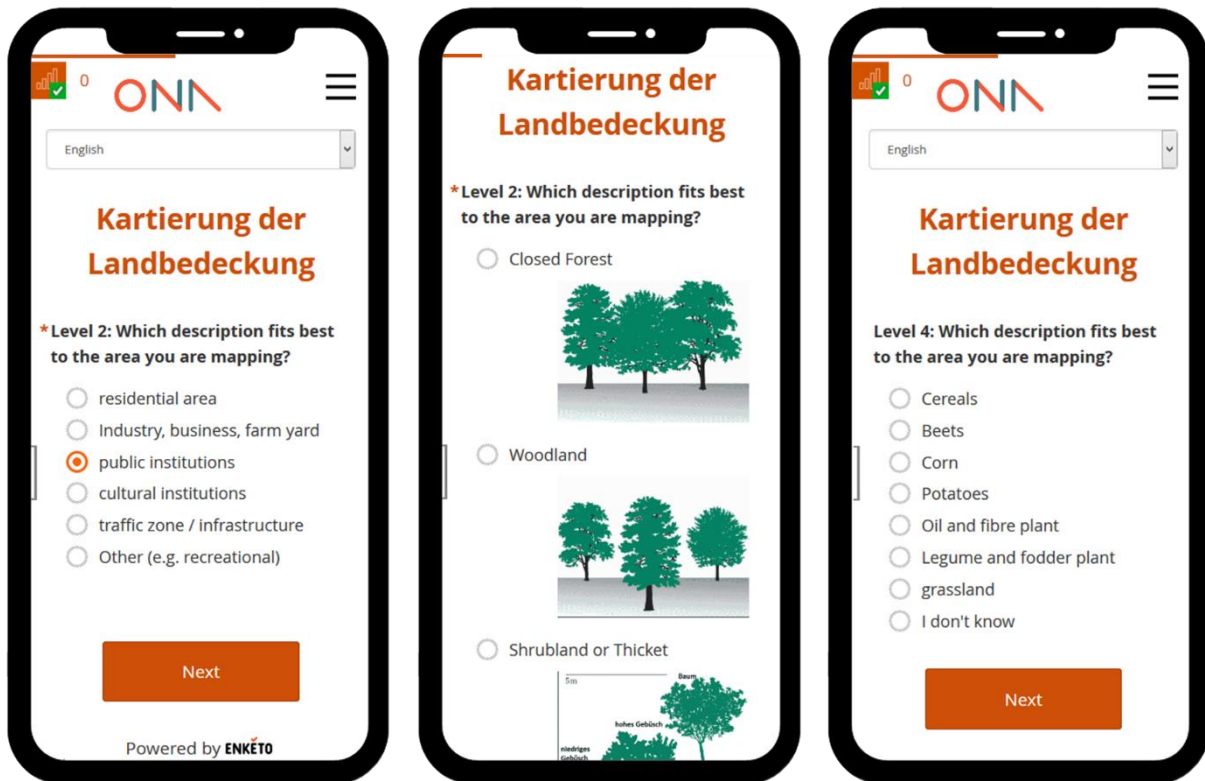 0
ONA
English
Kartierung der
Landbedeckung
*Level 2: Which description fits best
to the area you are mapping?
residential area
Industry, business, farm yard
public institutions
cultural institutions
traffic zone / infrastructure
Other (e.g. recreational)
Next
Powered by ENKETO
Kartierung der
Landbedeckung
*Level 2: Which description fits best
to the area you are mapping?
Closed Forest
Woodland
Shrubland or Thicket
5m
Baum
hohes Gebüsch
niedriges
Gebüsch
0
ONA
English
Kartierung der
Landbedeckung
Level 4: Which description fits best
to the area you are mapping?
Cereals
Beets
Corn
Potatoes
Oil and fibre plant
Legume and fodder plant
grassland
I don't know
Next